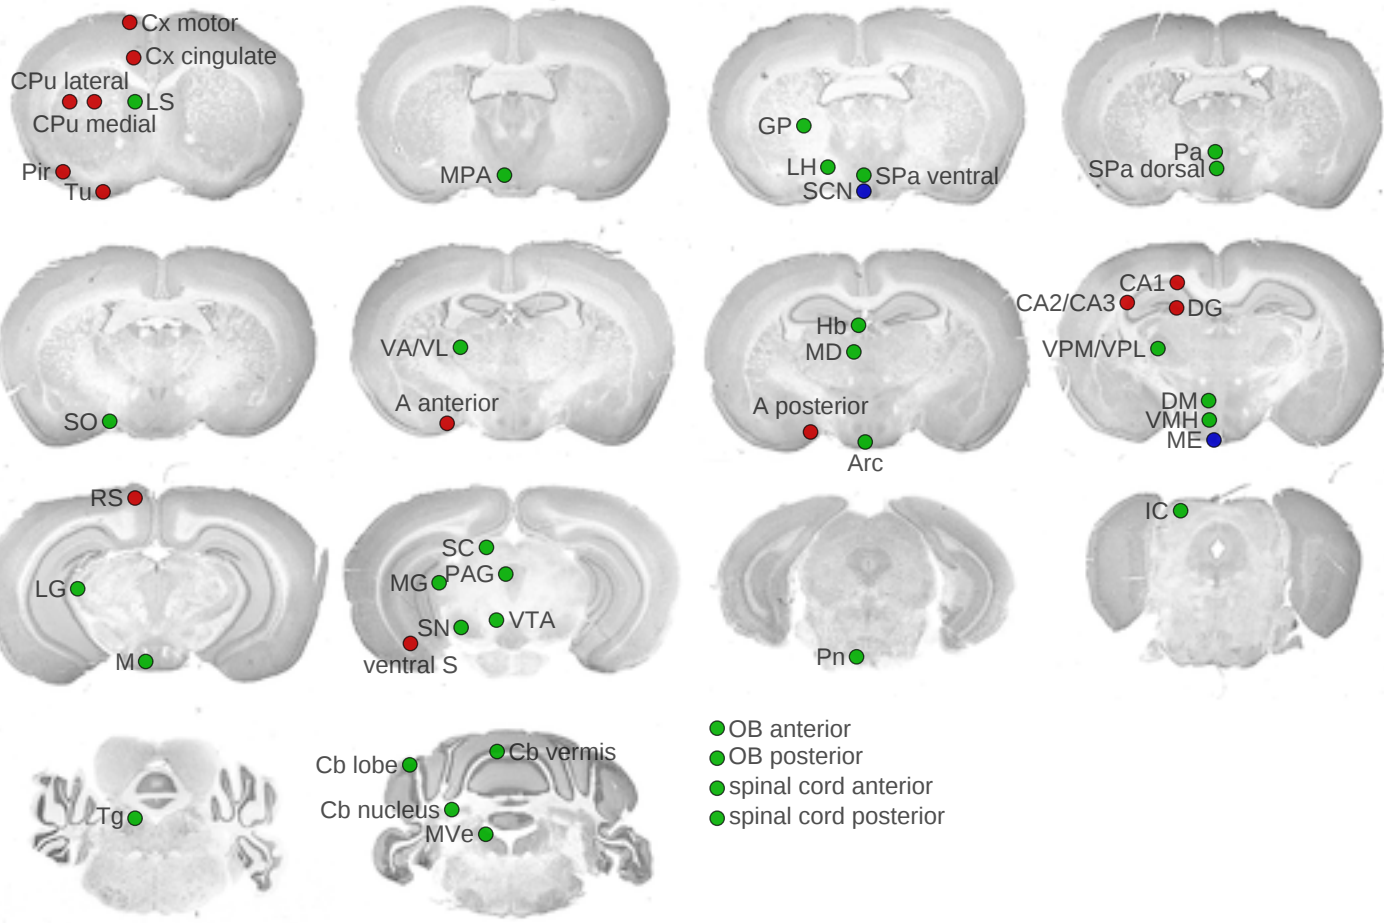 Cx motor
Cx cingulate
CPu lateral
LS
CPu medial
Pir
Tu
MPA
GP
LH
SPa ventral
SCN
Pa
SPa dorsal
SO
VA/VL
A anterior
Hb
MD
A posterior
Arc
CA1
CA2/CA3
DG
VPM/VPL
DM
VMH
ME
RS
LG
M
SC
MG
PAG
SN
VTA
ventral S
Pn
IC
Tg
Cb lobe
Cb vermis
Cb nucleus
MVe
OB anterior
OB posterior
spinal cord anterior
spinal cord posterior